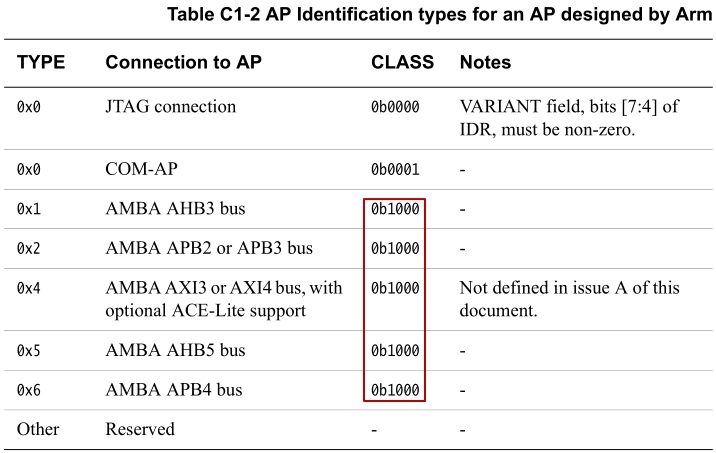 Table C1-2 AP Identification types for an AP designed by Arm
TYPE Connection to AP CLASS Notes
0x0 JTAG connection 0b0000 VARIANT field, bits [7:4] of
IDR, must be non-zero.
0x0 COM-AP 0b0001 -
0x1 AMBA AHB3 bus 0b1000 -
0x2 AMBA APB2 or APB3 bus 0b1000 -
0x4 AMBA AXI3 or AXI4 bus, with 0b1000 Not defined in issue A of this
optional ACE-Lite support document.
0x5 AMBA AHB5 bus 0b1000 -
0x6 AMBA APB4 bus 0b1000 -
Other Reserved - -